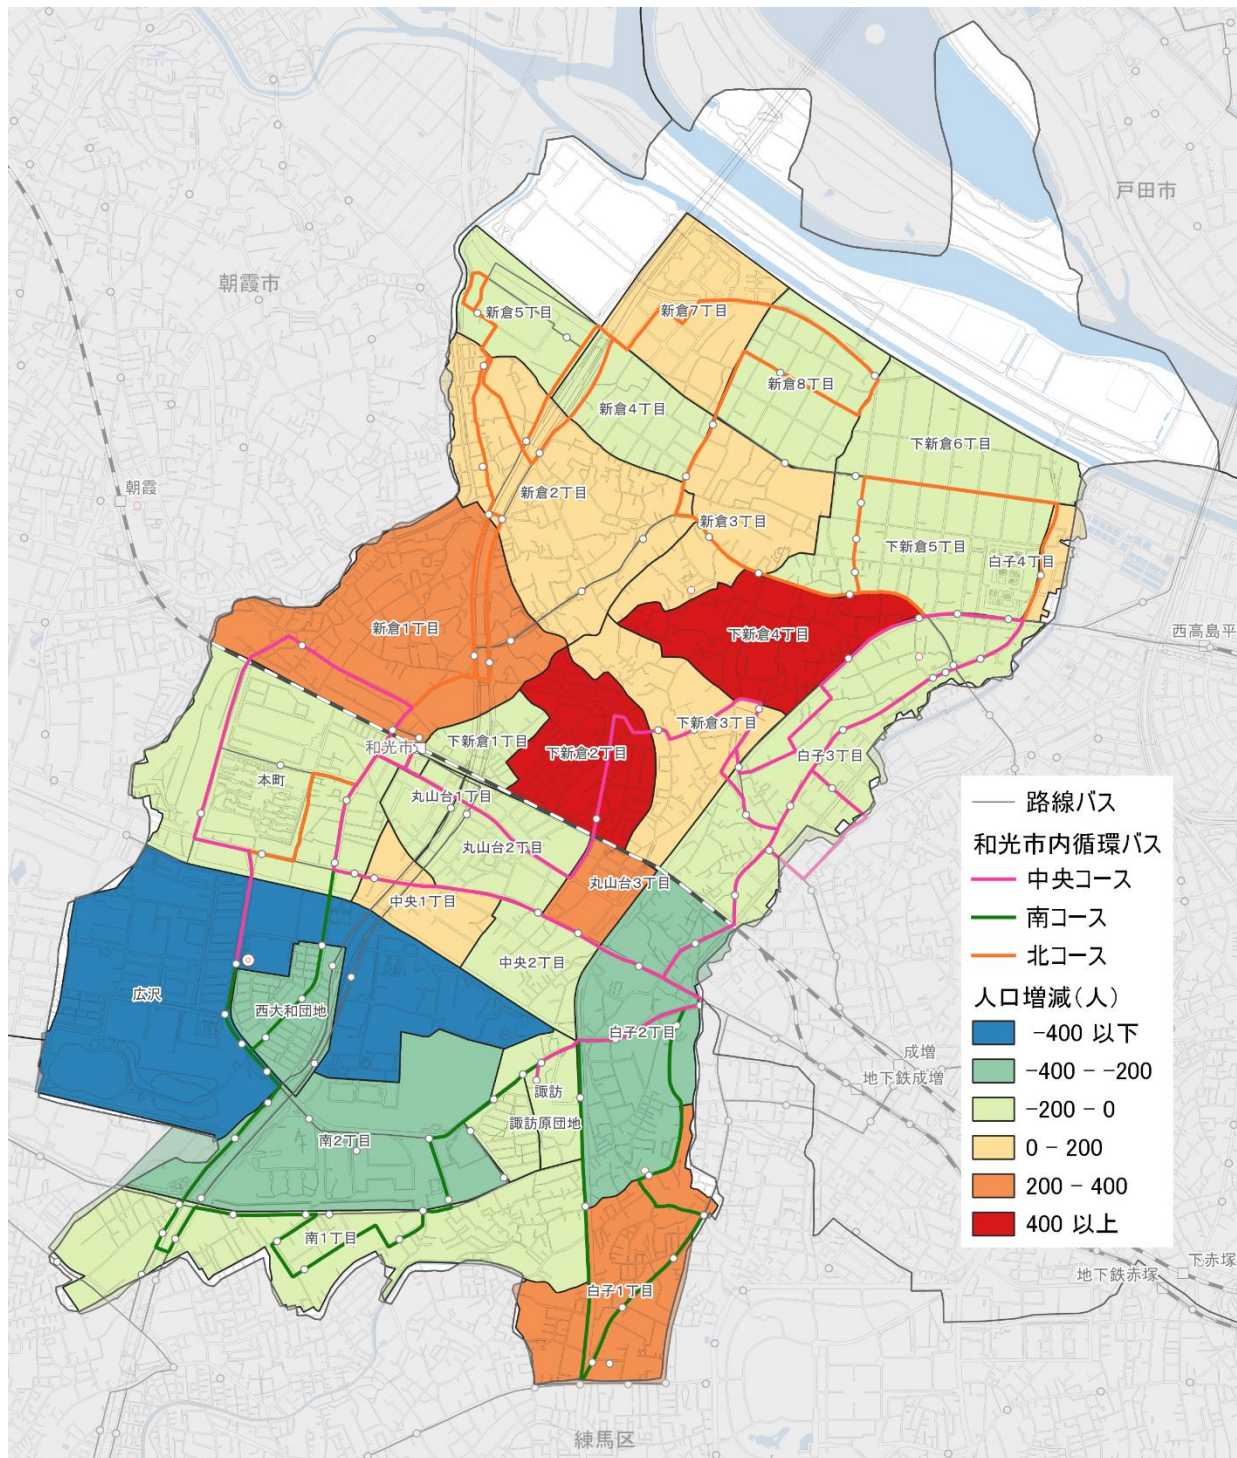 戸田市
朝霞市
新倉7丁目
新倉5丁目
新倉8丁目
新倉4丁目
下新倉6丁目
朝霞
新倉2丁目
新倉3丁目
下新倉5丁目
白子4丁目
西高島平
新倉1丁目
下新倉4丁目
下新倉3丁目
和光市
下新倉1丁目
下新倉2丁目
白子3丁目
本町
丸山台1丁目
丸山台2丁目
丸山台3丁目
中央1丁目
中央2丁目
広沢
西大和団地
白子2丁目
成増
地下鉄成増
諏訪
諏訪原団地
南2丁目
南1丁目
白子1丁目
下赤塚
地下鉄赤塚
練馬区
路線バス
和光市内循環バス
中央コース
南コース
北コース
人口増減(人)
-400 以下
-400 - -200
-200 - 0
0 - 200
200 - 400
400 以上